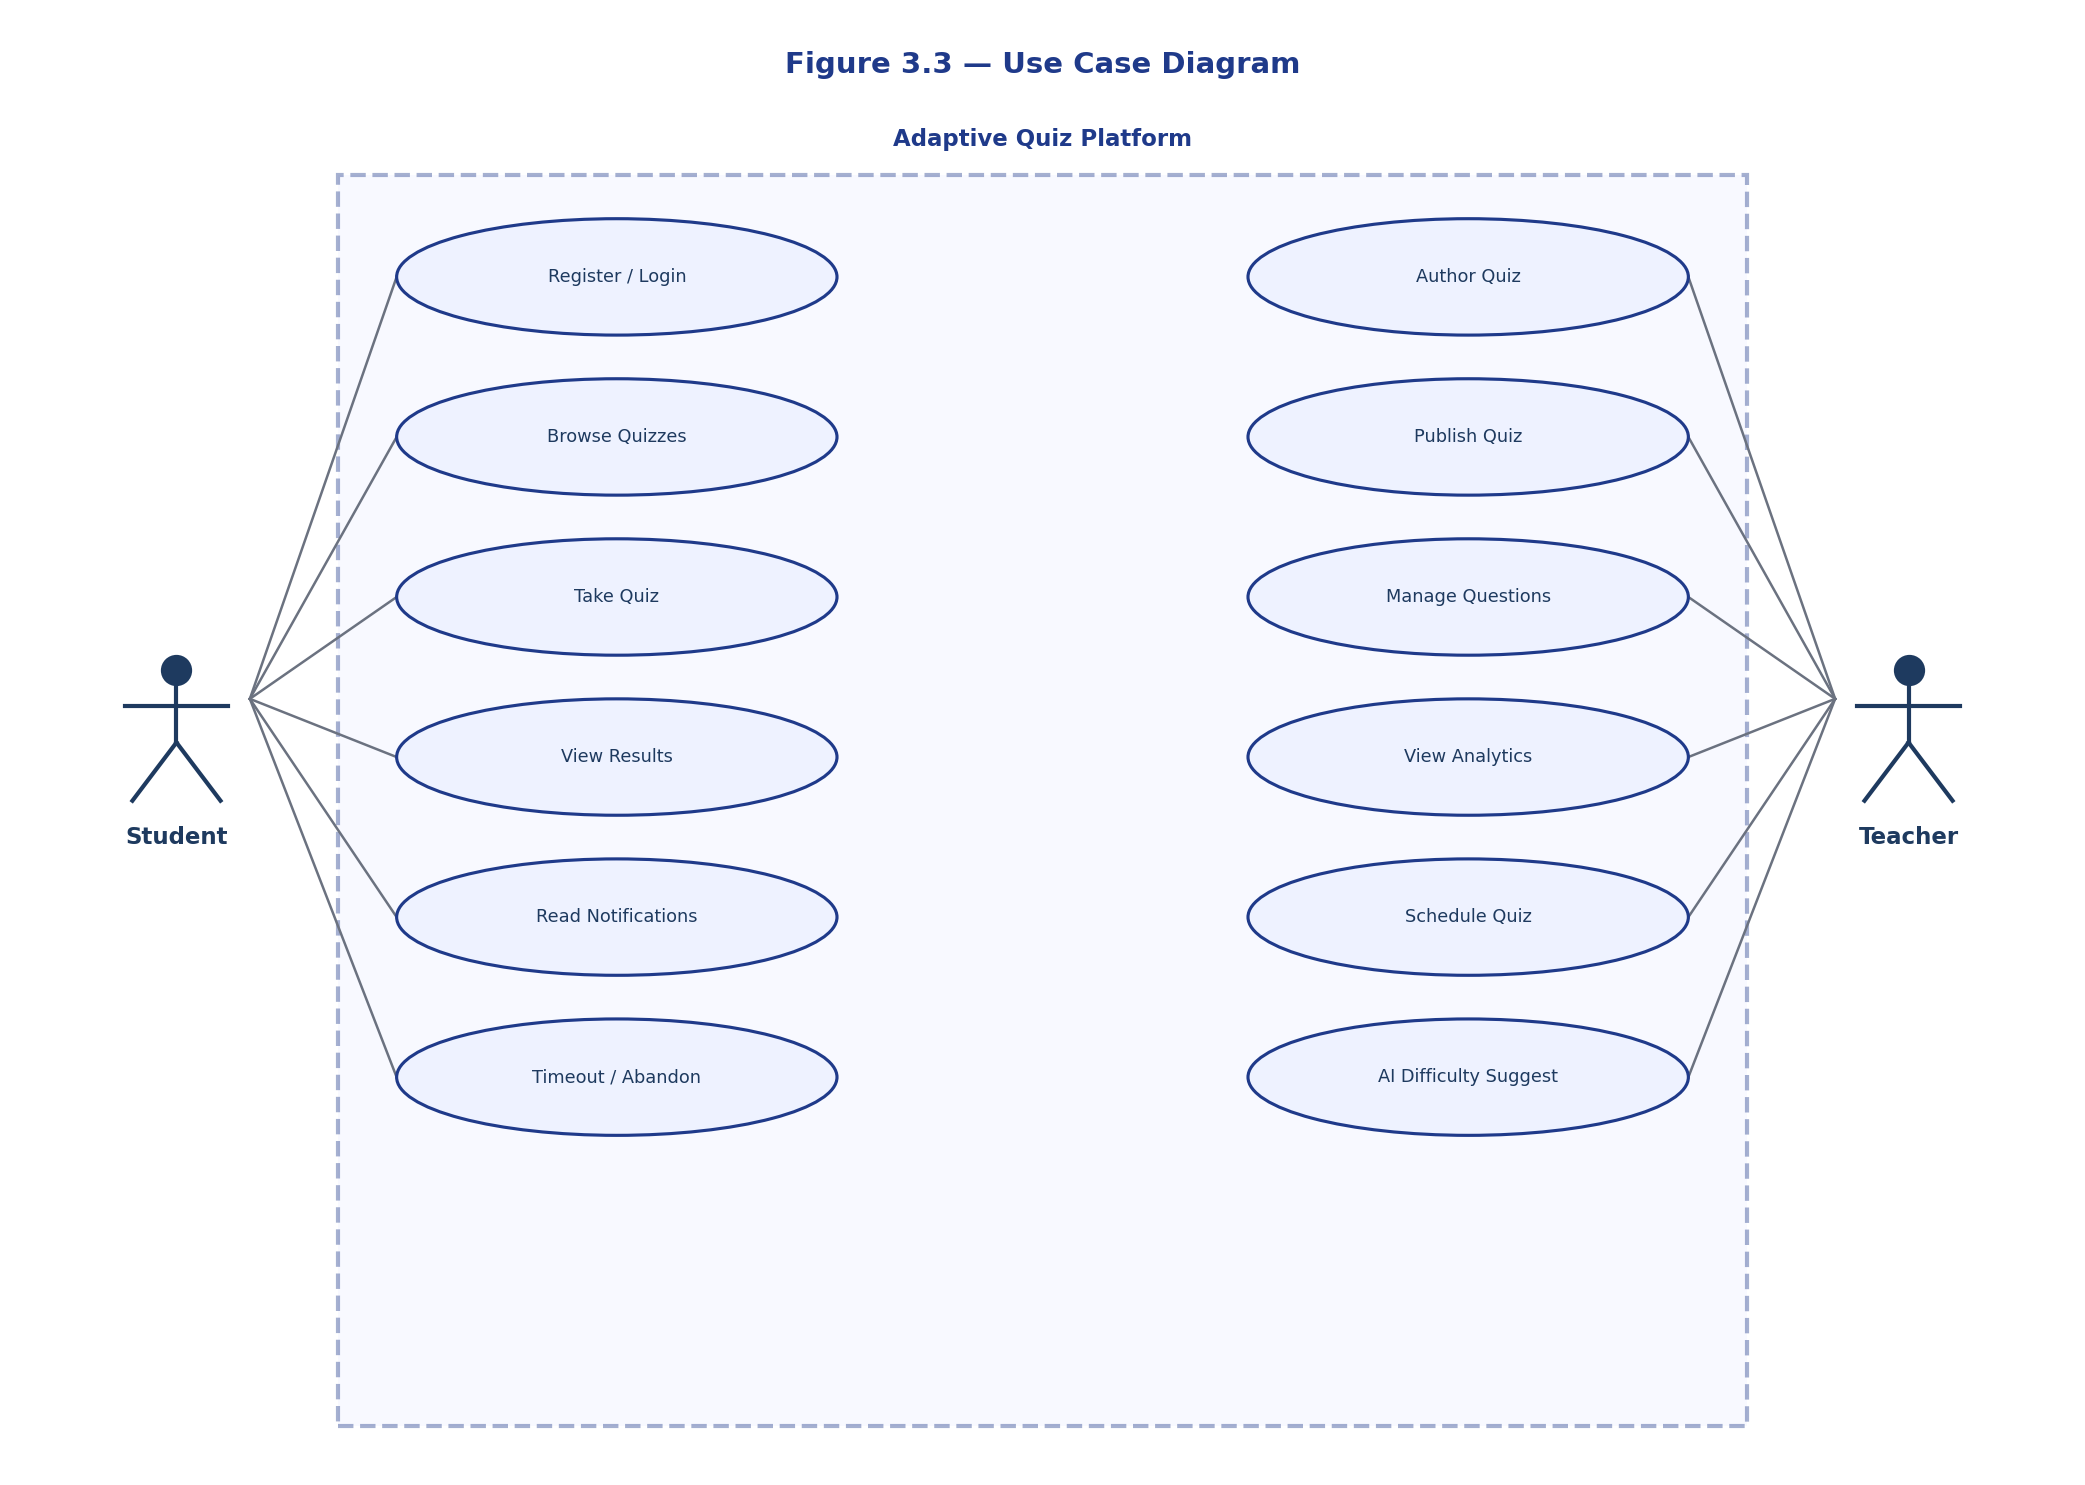 Figure 3.3 — Use Case Diagram
Adaptive Quiz Platform
Register / Login
Author Quiz
Browse Quizzes
Publish Quiz
Take Quiz
Manage Questions
View Results
View Analytics
Student
Teacher
Read Notifications
Schedule Quiz
Timeout / Abandon
AI Difficulty Suggest